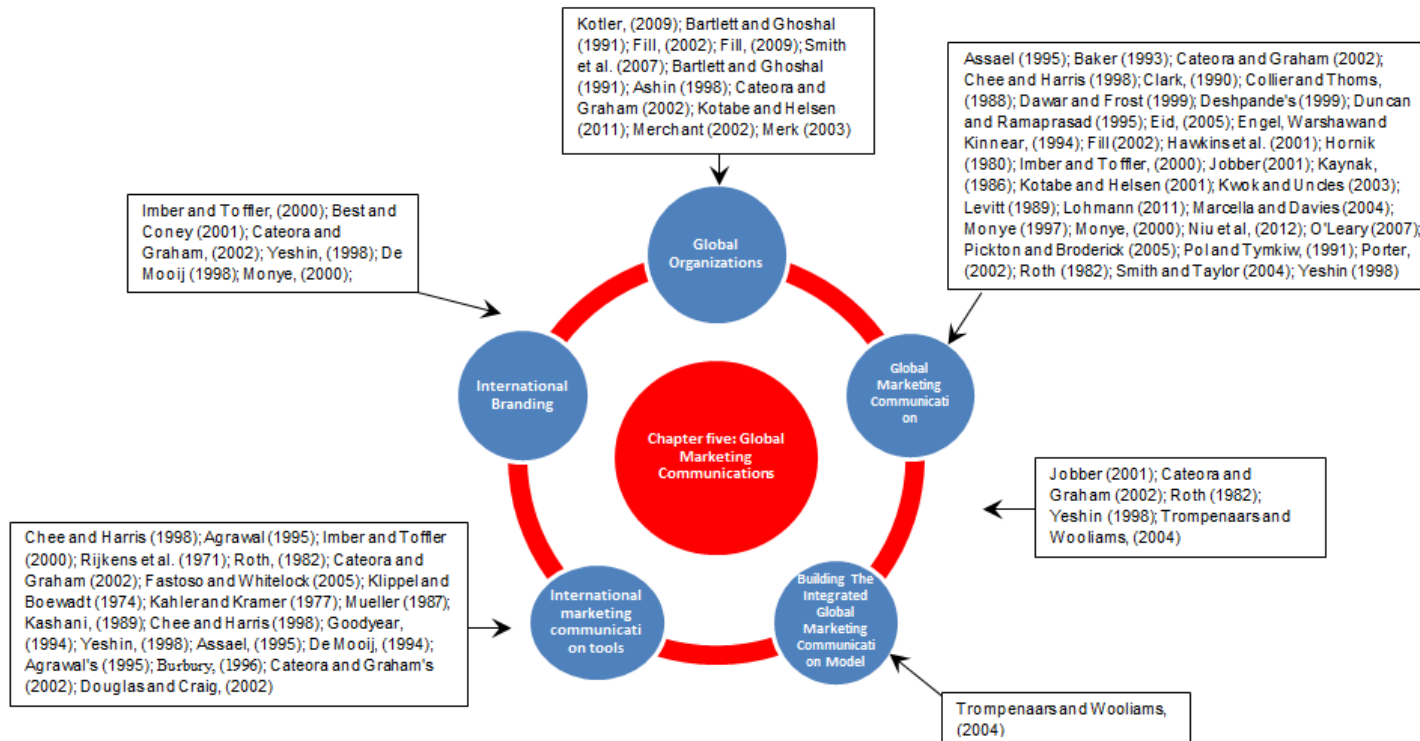 Kotler, (2009); Bartlett and Ghoshal
(1991); Fill, (2002); Fill, (2009); Smith
et al. (2007); Bartlett and Ghoshal
(1991); Ashin (1998); Cateora and
Graham (2002); Kotabe and Helsen
(2011); Merchant (2002); Merk (2003)
Assael (1995); Baker (1993); Cateora and Graham (2002);
Chee and Harris (1998); Clark, (1990); Collier and Thoms,
(1988); Dawar and Frost (1999); Deshpande's (1999); Duncan
and Ramaprasad (1995); Eid, (2005); Engel, Warshaw and
Kinnear, (1994); Fill (2002); Hawkins et al. (2001); Hornik
(1980); Imber and Toffler, (2000); Jobber (2001); Kaynak,
(1986); Kotabe and Helsen (2001); Kwok and Uncles (2003);
Levitt (1989); Lohmann (2011); Marcella and Davies (2004);
Monye (1997); Monye, (2000); Niu et al, (2012); O'Leary (2007);
Pickton and Broderick (2005); Pol and Tymkiw, (1991); Porter,
(2002); Roth (1982); Smith and Taylor (2004); Yeshin (1998)
Imber and Toffler, (2000); Best and
Coney (2001); Cateora and
Graham, (2002); Yeshin, (1998); De
Mooij (1998); Monye, (2000);
Global
Organizations
International
Branding
Global
Marketing
Communicati
on
Chapter five: Global
Marketing
Communications
Jobber (2001); Cateora and
Graham (2002); Roth (1982);
Yeshin (1998); Trompenaars and
Wooliams, (2004)
Chee and Harris (1998); Agrawal (1995); Imber and Toffler
(2000); Rijkens et al. (1971); Roth, (1982); Cateora and
Graham (2002); Fastoso and Whitelock (2005); Klippel and
Boewadt (1974); Kahler and Kramer (1977); Mueller (1987);
Kashani, (1989); Chee and Harris (1998); Goodyear,
(1994); Yeshin, (1998); Assael, (1995); De Mooij, (1994);
Agrawal's (1995); Burbury, (1996); Cateora and Graham's
(2002); Douglas and Craig, (2002)
International
marketing
communicati
on tools
Building The
Integrated
Global
Marketing
Communicati
on Model
Trompenaars and Wooliams,
(2004)